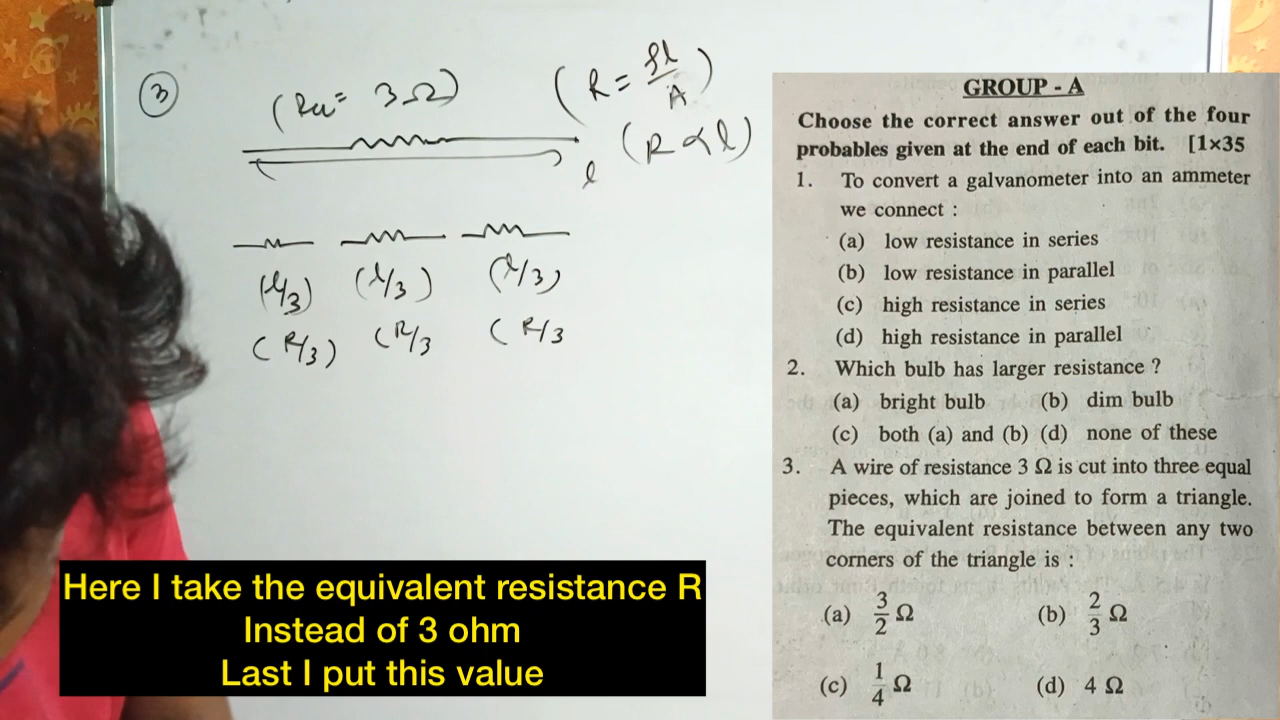 3
(Rw = 3Ω)
(R = ρl/A)
(R ∝ l)
l
(l/3) (l/3) (l/3)
(R/3) (R/3 (R/3
Here I take the equivalent resistance R
Instead of 3 ohm
Last I put this value
GROUP - A
Choose the correct answer out of the four
probables given at the end of each bit. [1×35
1. To convert a galvanometer into an ammeter
we connect :
(a) low resistance in series
(b) low resistance in parallel
(c) high resistance in series
(d) high resistance in parallel
2. Which bulb has larger resistance ?
(a) bright bulb (b) dim bulb
(c) both (a) and (b) (d) none of these
3. A wire of resistance 3 Ω is cut into three equal
pieces, which are joined to form a triangle.
The equivalent resistance between any two
corners of the triangle is :
(a) 3/2 Ω (b) 2/3 Ω
(c) 1/4 Ω (d) 4 Ω